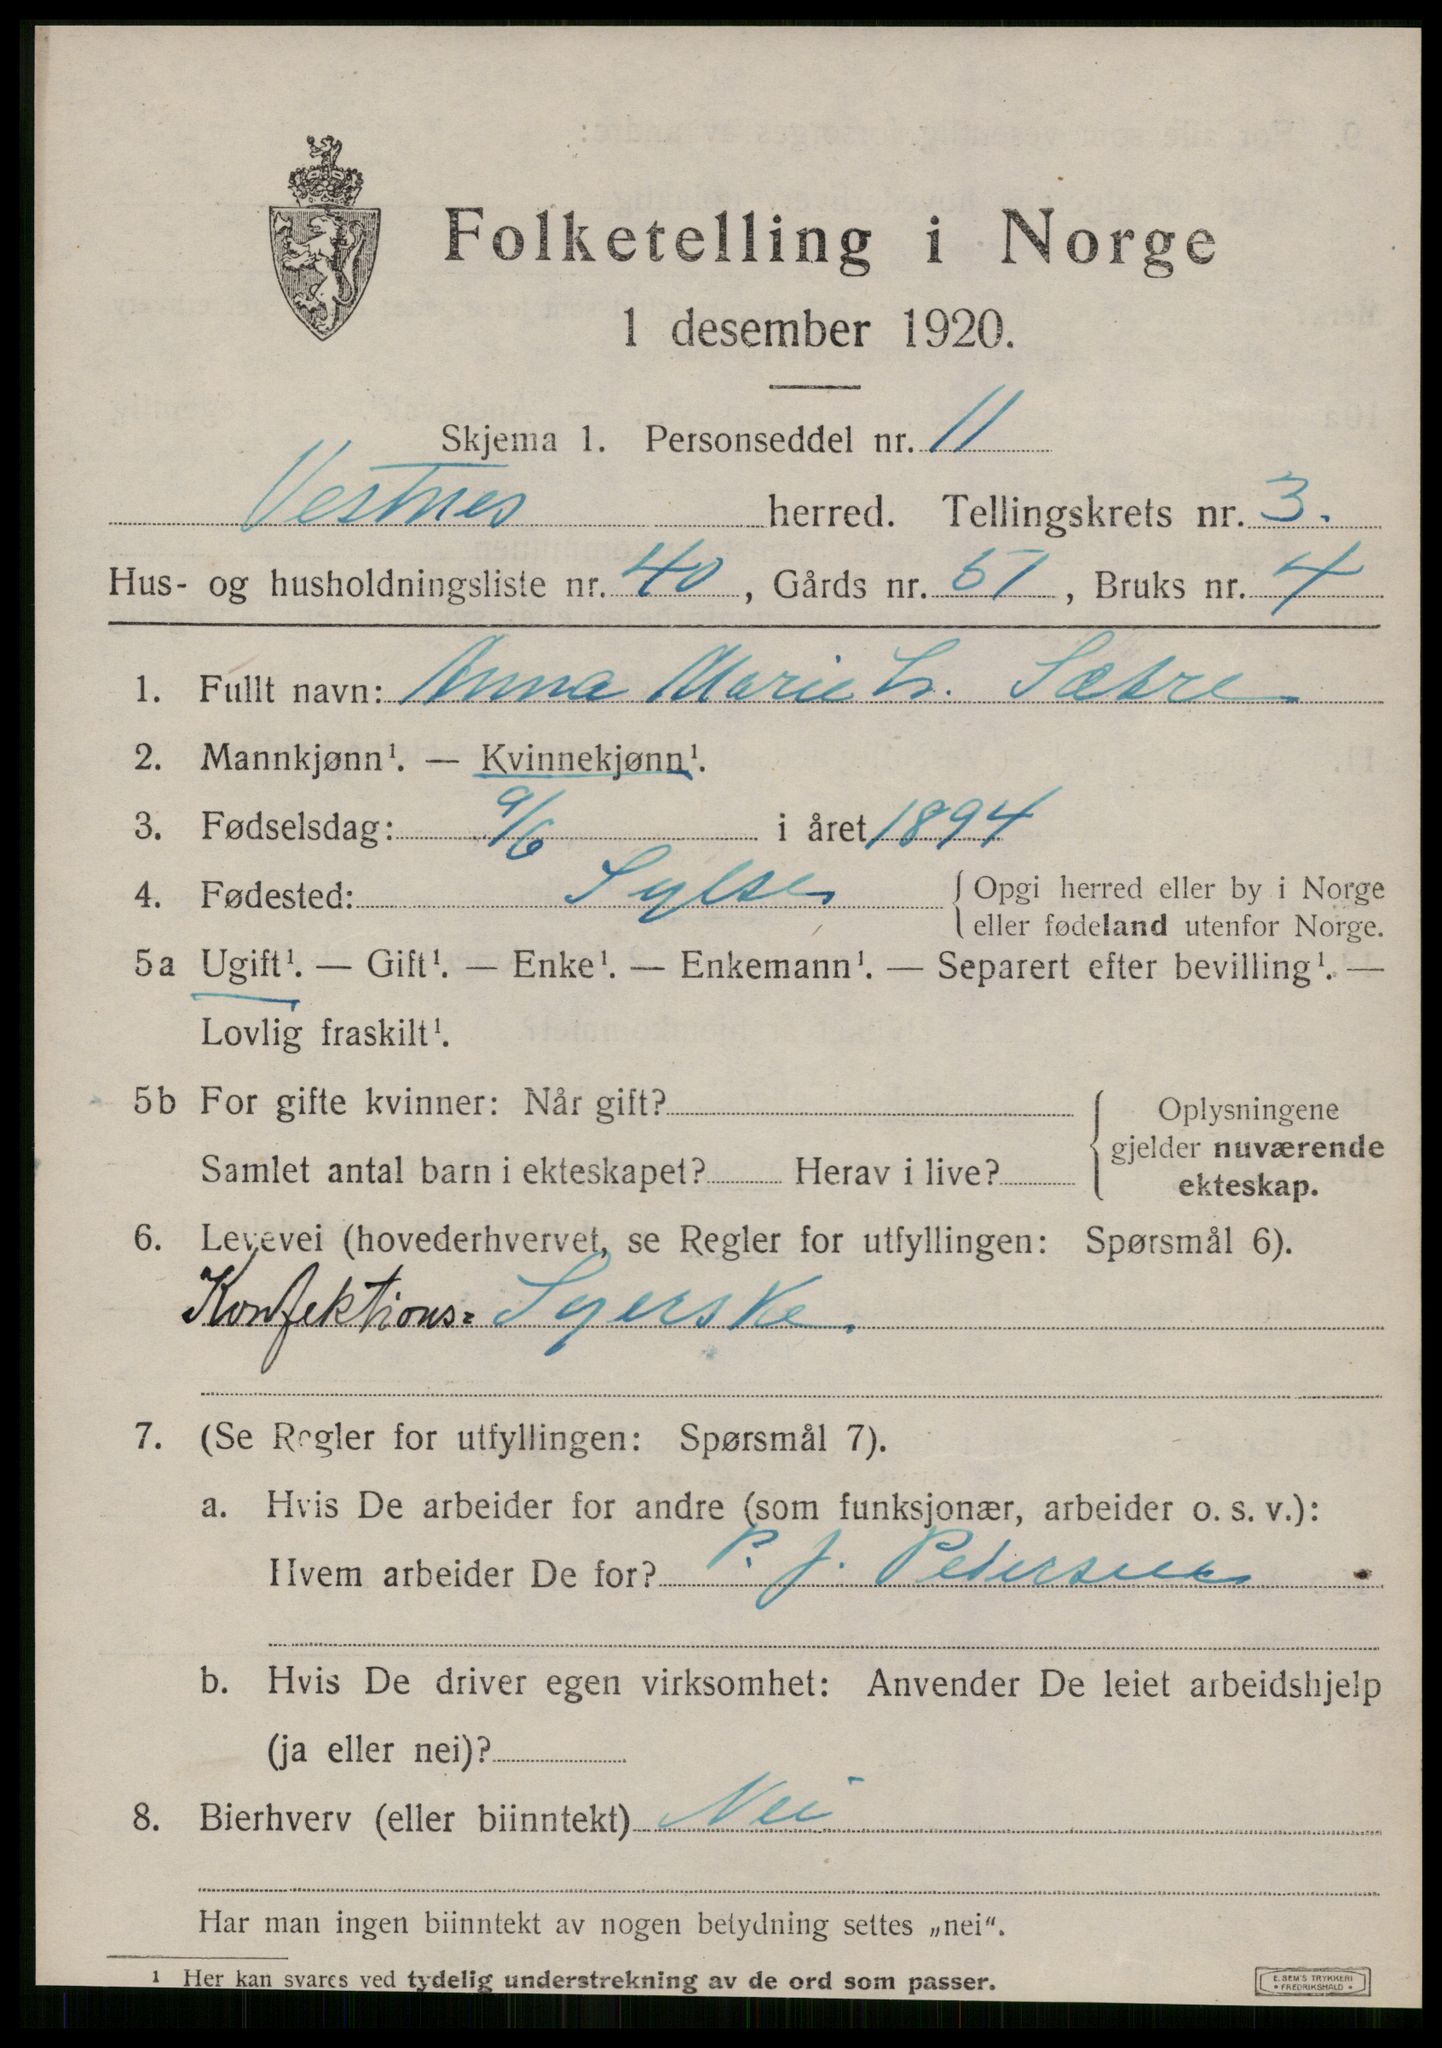 Folketelling i Norge
1 desember 1920.
Skjema 1. Personseddel nr. 11
Vestnes herred. Tellingskrets nr. 3.
Hus- og husholdningsliste nr. 40, Gårds nr. 51, Bruks nr. 4
1. Fullt navn: Anna Marie L. Sætre
2. Mannkjønn¹. — Kvinnekjønn¹.
3. Fødselsdag: 9/6 i året 1894
4. Fødested: Sylte { Opgi herred eller by i Norge
eller fødeland utenfor Norge.
5a Ugift¹. — Gift¹. — Enke¹. — Enkemann¹. — Separert efter bevilling¹. —
Lovlig fraskilt¹.
5b For gifte kvinner: Når gift? { Oplysningene
gjelder nuværende
Samlet antal barn i ekteskapet? Herav i live?
ekteskap.
6. Levevei (hovederhvervet, se Regler for utfyllingen: Spørsmål 6).
Konfektions= Syerske.
7. (Se Regler for utfyllingen: Spørsmål 7).
a. Hvis De arbeider for andre (som funksjonær, arbeider o. s. v.):
Hvem arbeider De for? P. J. Pedersen
b. Hvis De driver egen virksomhet: Anvender De leiet arbeidshjelp
(ja eller nei)?
8. Bierhverv (eller biinntekt) Nei
Har man ingen biinntekt av nogen betydning settes „nei“.
1 Her kan svares ved tydelig understrekning av de ord som passer.
E. SEM'S TRYKKERI
• FREDRIKSHALD •